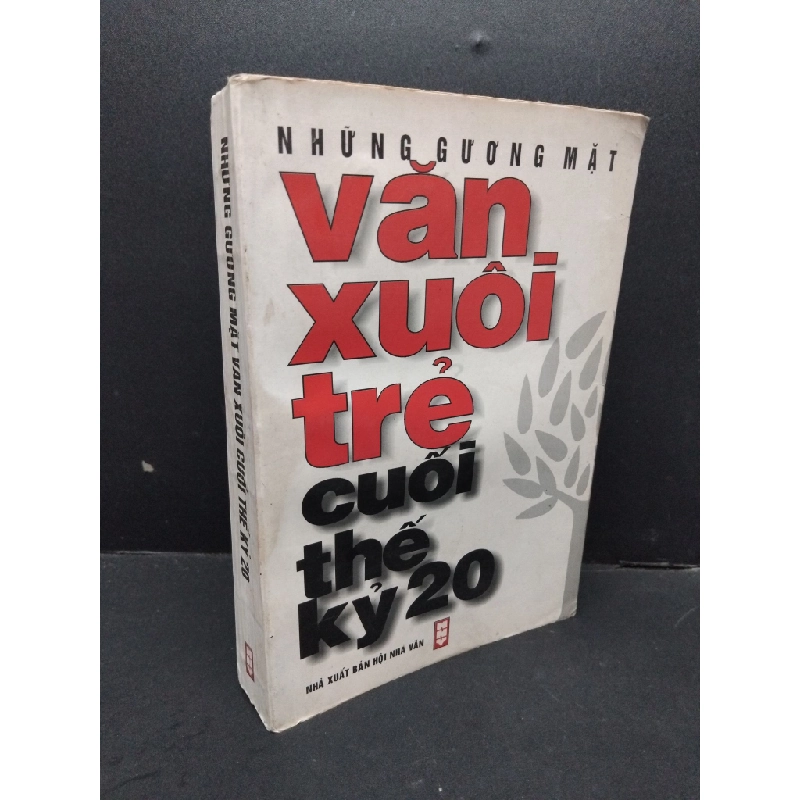 NHỮNG GƯƠNG MẶT
văn
xuôi
trẻ
cuối
thế
kỷ 20
NHÀ XUẤT BẢN HỘI NHÀ VĂN
NHỮNG GƯƠNG MẶT VĂN XUÔI CUỐI THẾ KỶ 20